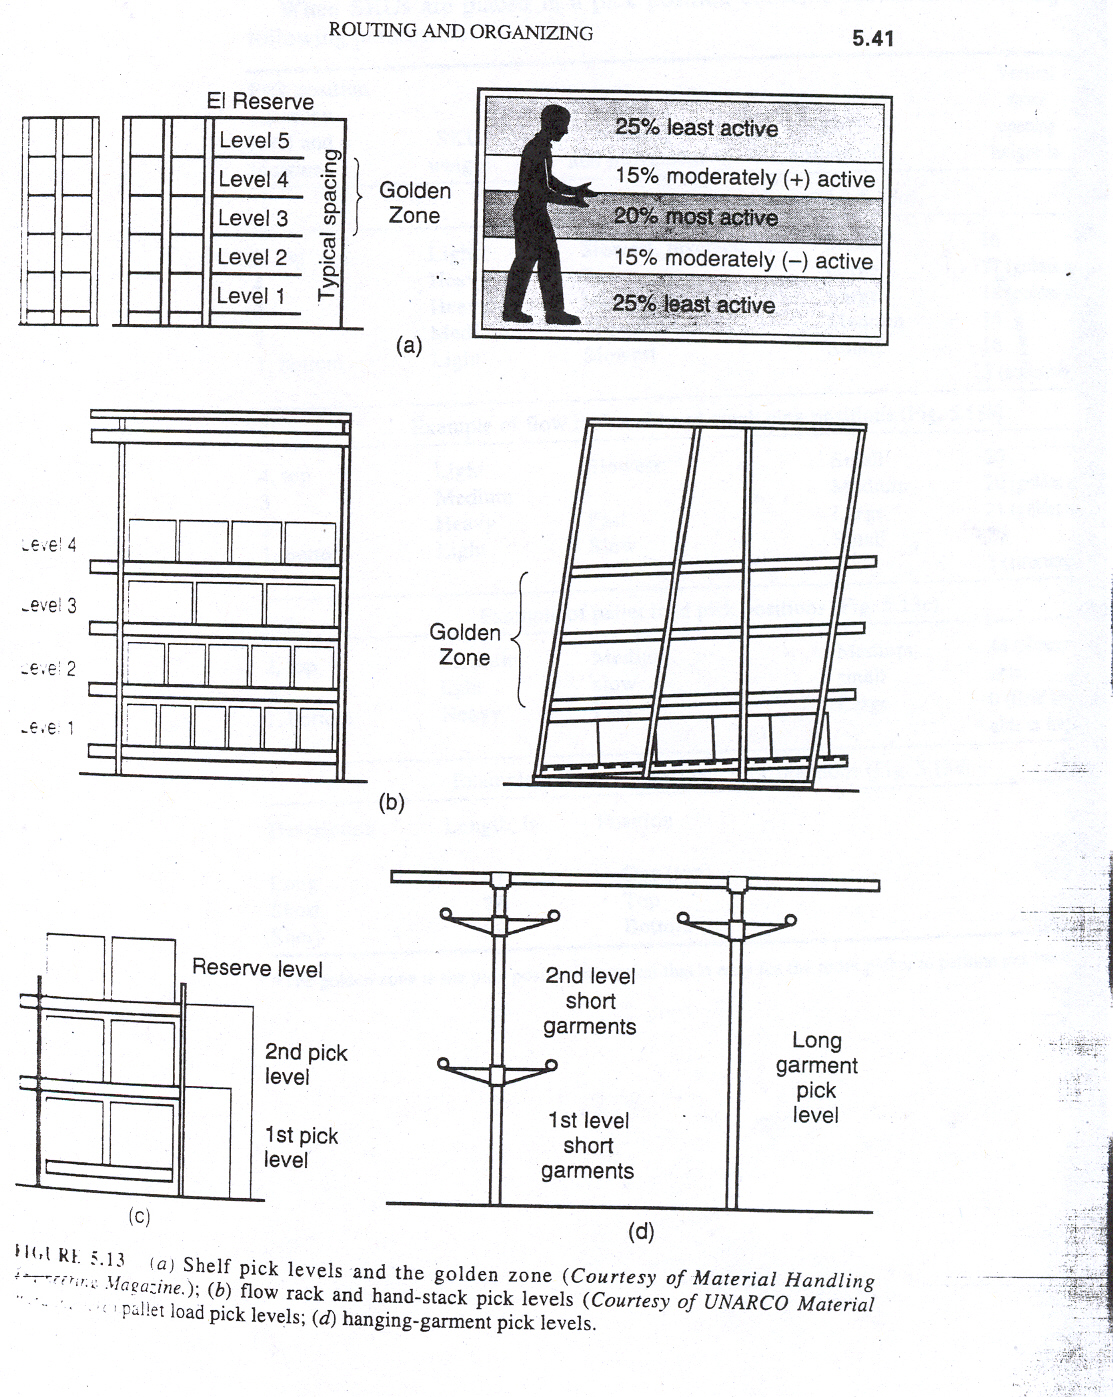 ROUTING AND ORGANIZING
5.41
El Reserve
Level 5
Level 4
Level 3
Level 2
Level 1
Typical spacing
Golden
Zone
25% least active
15% moderately (+) active
20% most active
15% moderately (–) active
25% least active
(a)
Level 4
Level 3
Level 2
Level 1
Golden
Zone
(b)
Reserve level
2nd pick
level
1st pick
level
(c)
2nd level
short
garments
1st level
short
garments
Long
garment
pick
level
(d)
FIGURE 5.13 (a) Shelf pick levels and the golden zone (Courtesy of Material Handling
Magazine.); (b) flow rack and hand-stack pick levels (Courtesy of UNARCO Material
pallet load pick levels; (d) hanging-garment pick levels.